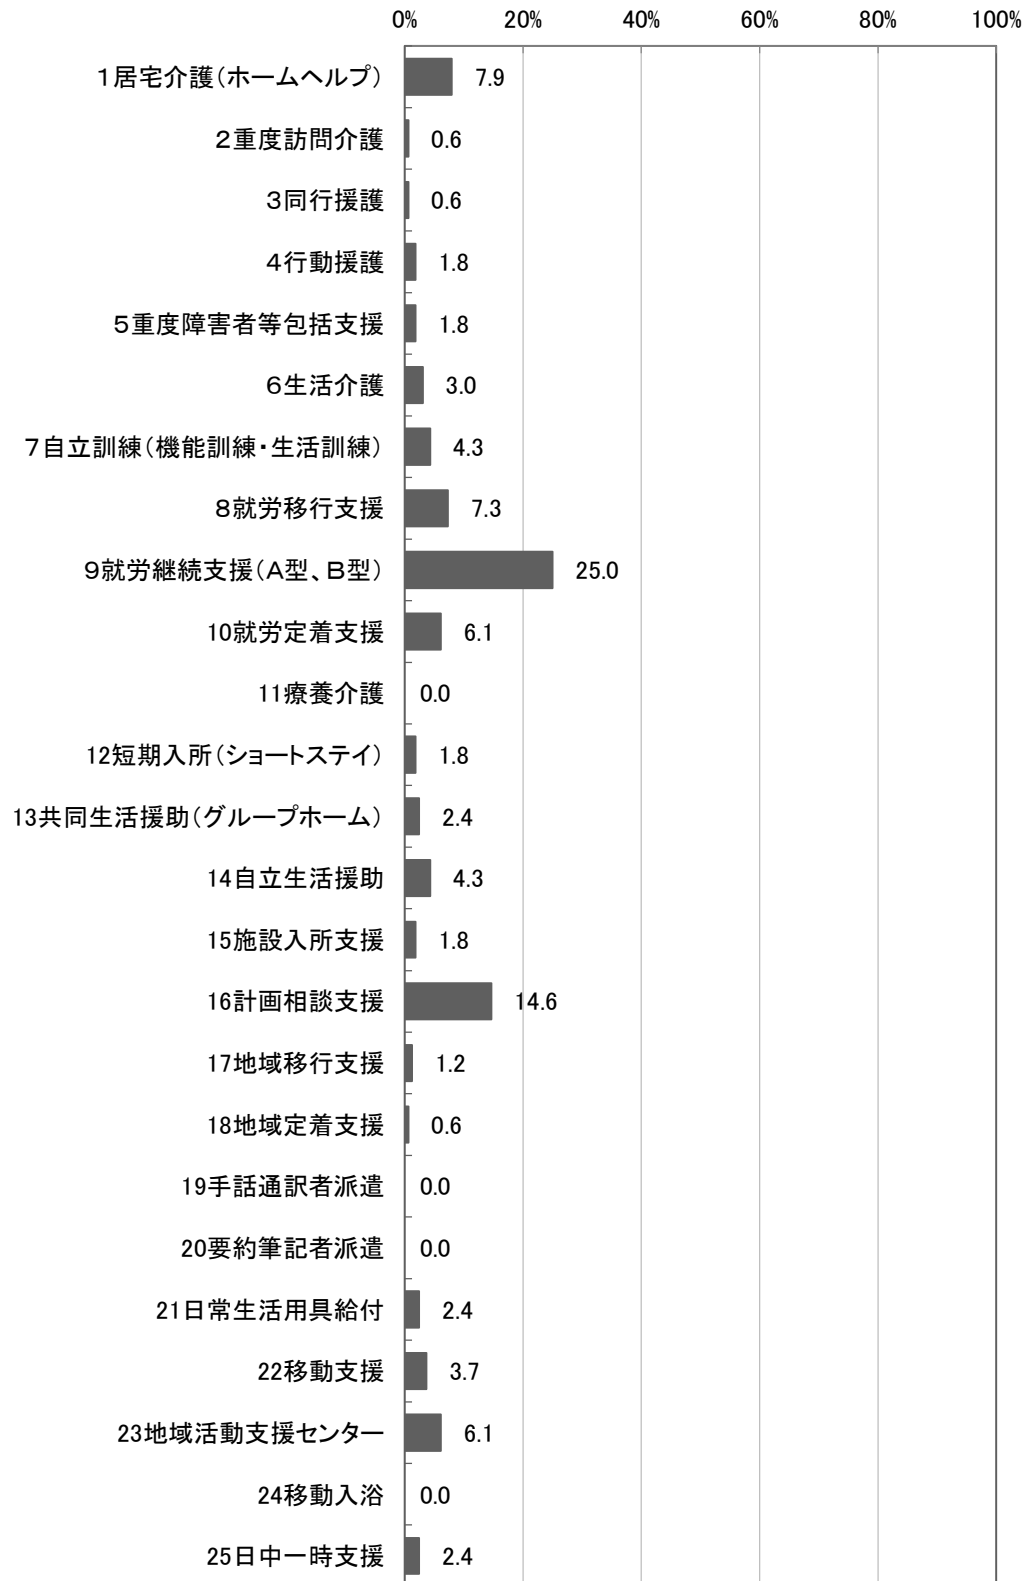 0% 20% 40% 60% 80% 100%
1居宅介護(ホームヘルプ) 7.9
2重度訪問介護 0.6
3同行援護 0.6
4行動援護 1.8
5重度障害者等包括支援 1.8
6生活介護 3.0
7自立訓練(機能訓練・生活訓練) 4.3
8就労移行支援 7.3
9就労継続支援(A型、B型) 25.0
10就労定着支援 6.1
11療養介護 0.0
12短期入所(ショートステイ) 1.8
13共同生活援助(グループホーム) 2.4
14自立生活援助 4.3
15施設入所支援 1.8
16計画相談支援 14.6
17地域移行支援 1.2
18地域定着支援 0.6
19手話通訳者派遣 0.0
20要約筆記者派遣 0.0
21日常生活用具給付 2.4
22移動支援 3.7
23地域活動支援センター 6.1
24移動入浴 0.0
25日中一時支援 2.4